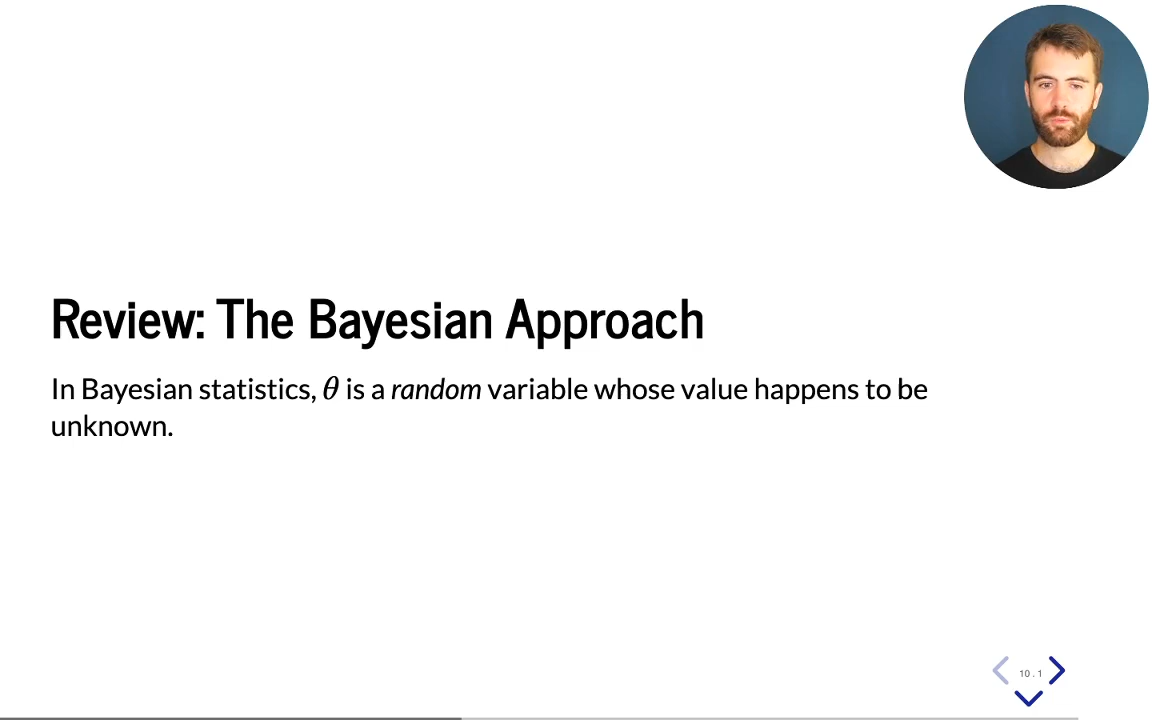 Review: The Bayesian Approach
In Bayesian statistics, θ is a random variable whose value happens to be
unknown.
10 . 1